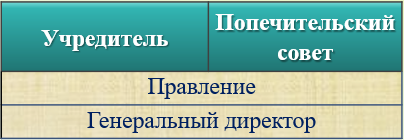 Учредитель
Попечительский
совет
Правление
Генеральный директор